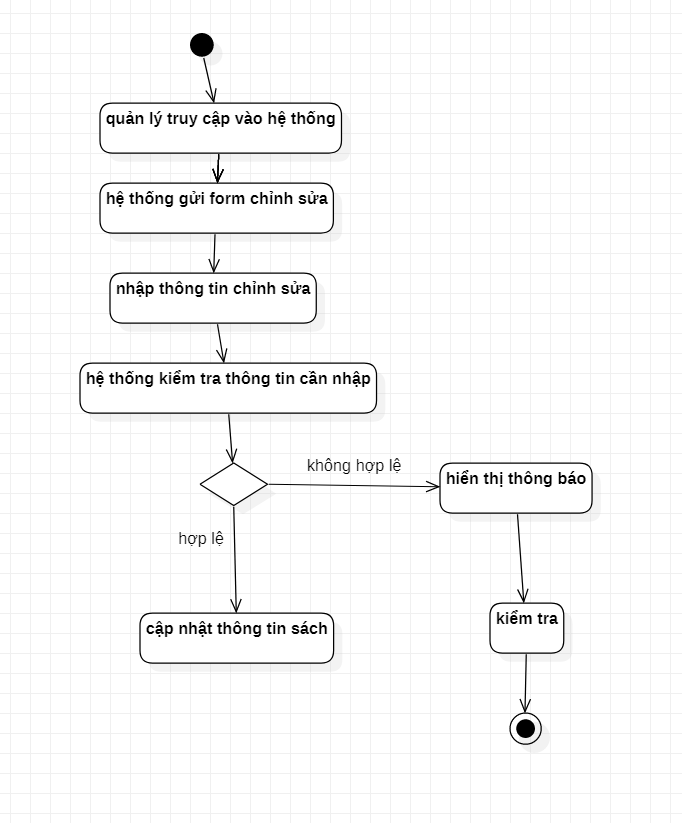 quản lý truy cập vào hệ thống
hệ thống gửi form chỉnh sửa
nhập thông tin chỉnh sửa
hệ thống kiểm tra thông tin cần nhập
không hợp lệ
hiển thị thông báo
hợp lệ
cập nhật thông tin sách
kiểm tra